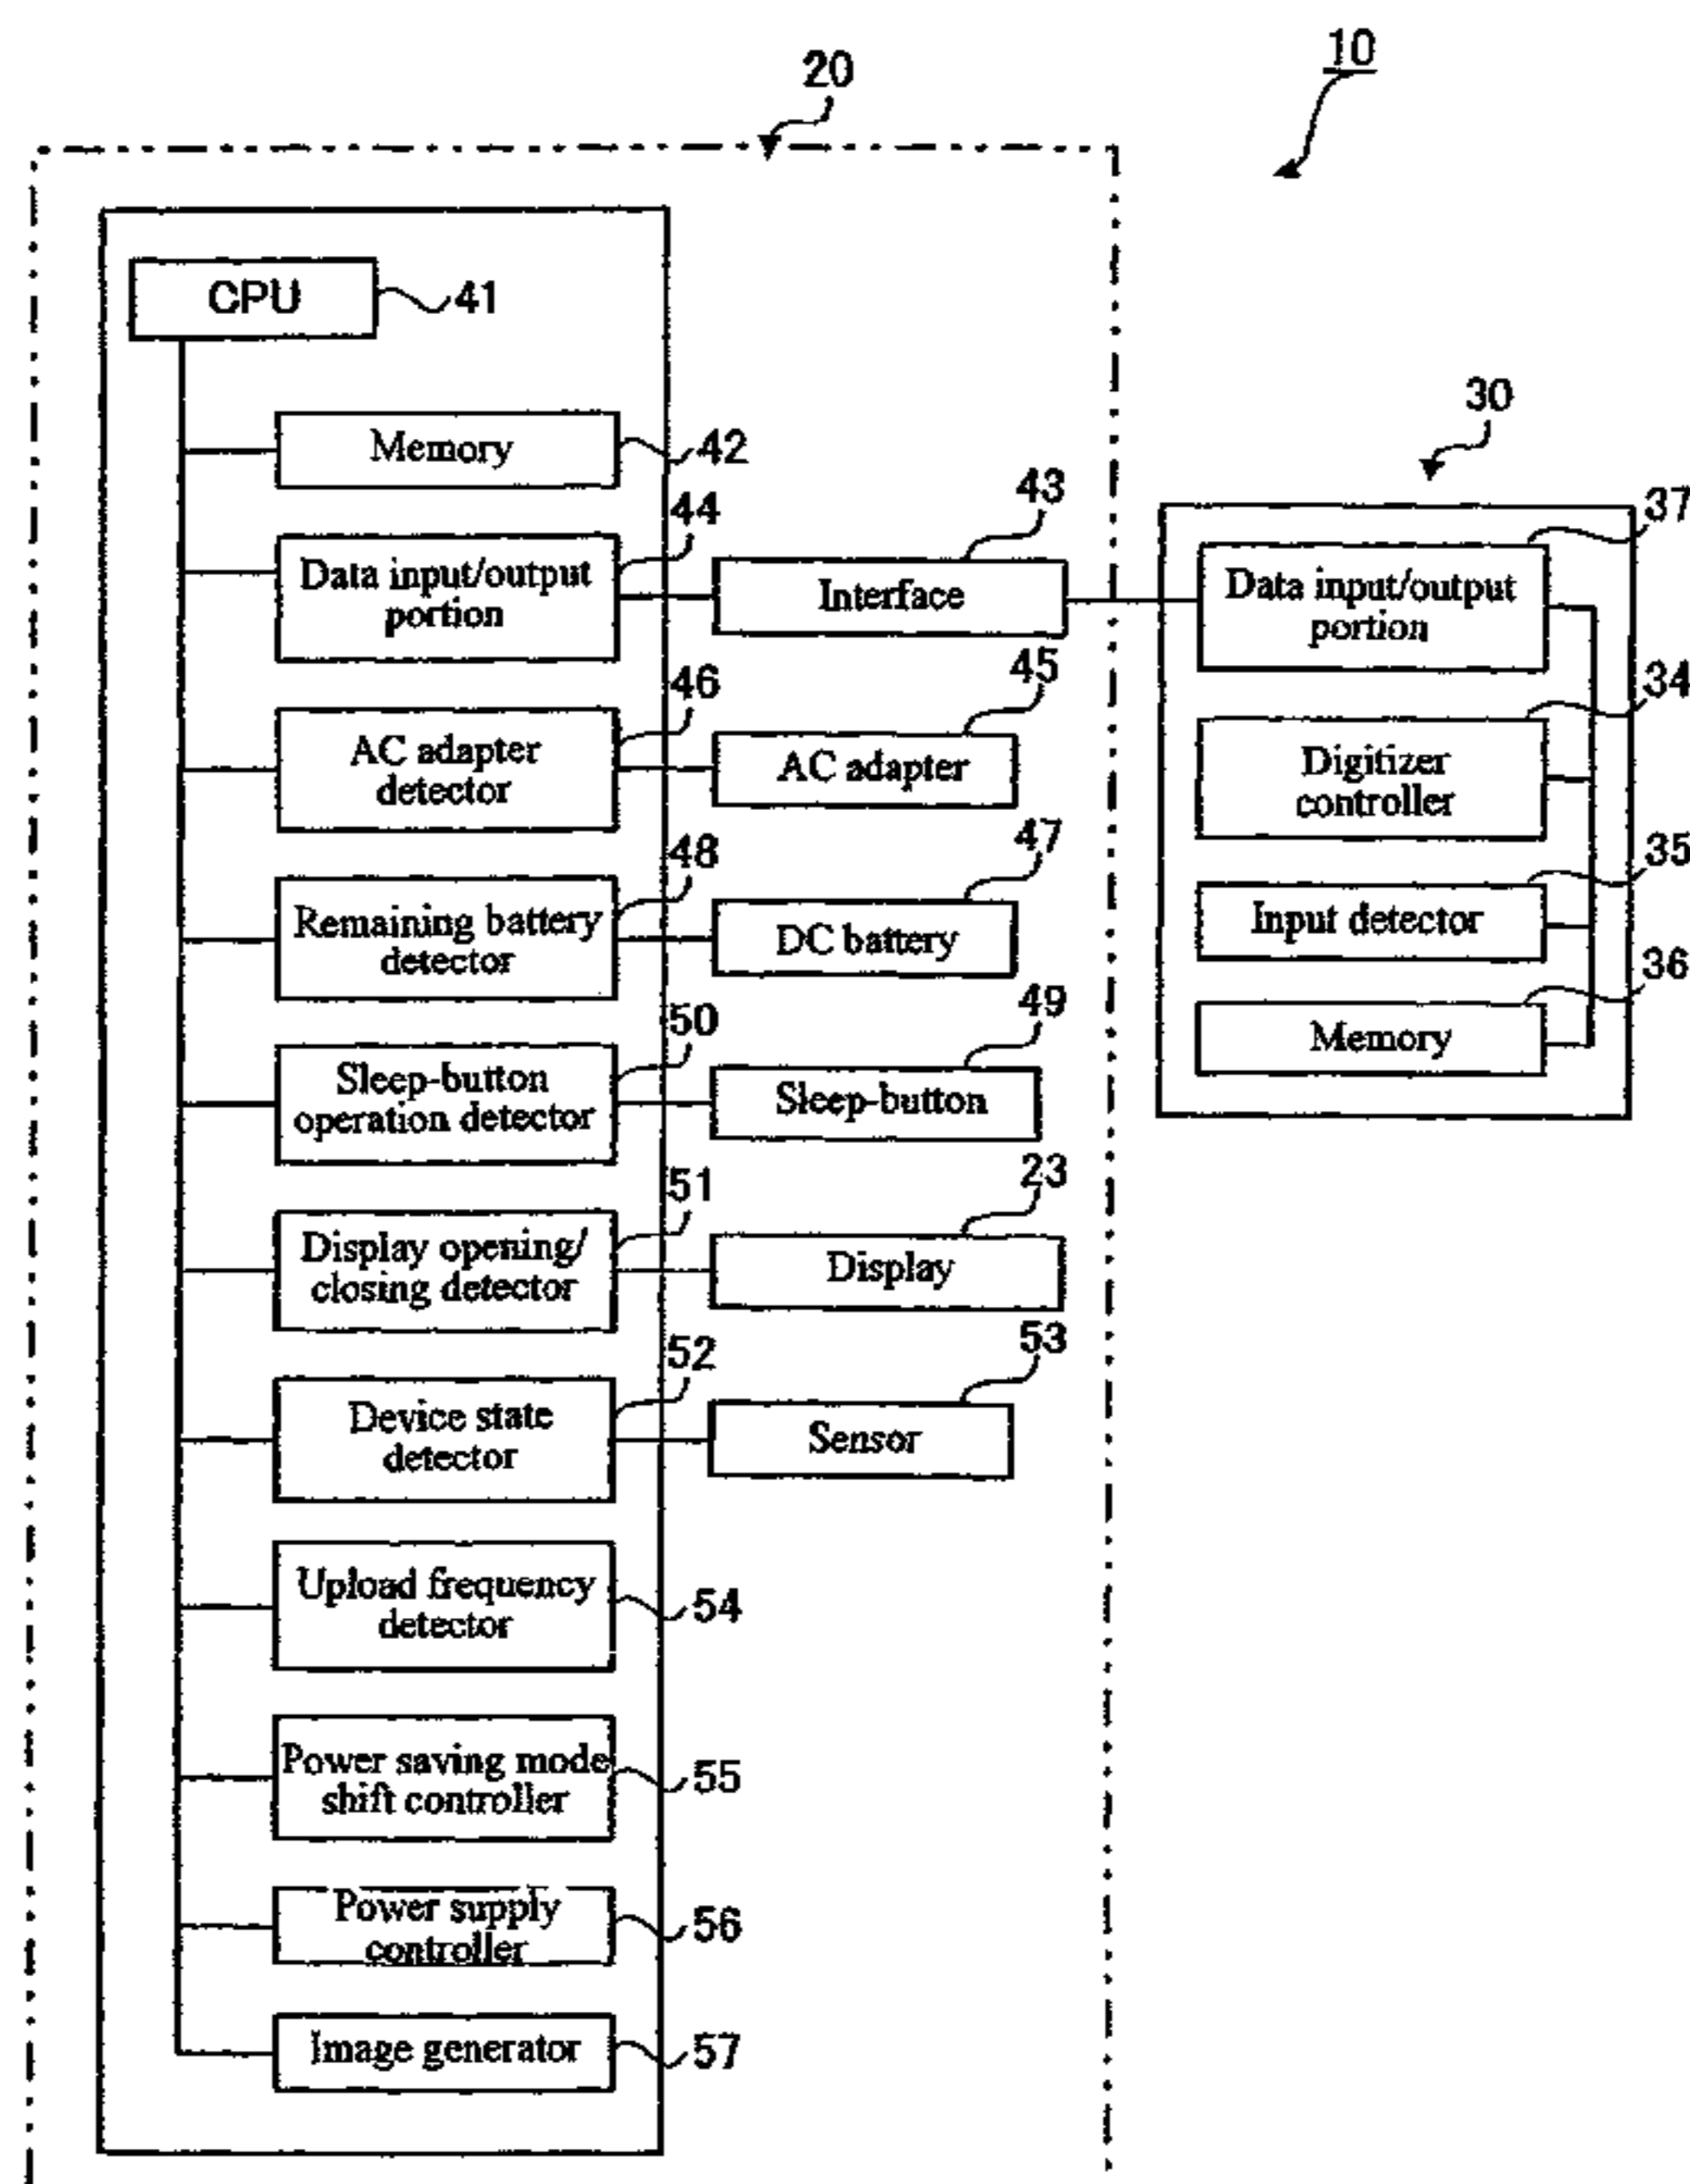 10
20
CPU
41
30
Memory
42
37
44
43
Data input/output
portion
Interface
Data input/output
portion
46
45
34
AC adapter
detector
AC adapter
Digitizer
controller
48
47
35
Remaining battery
detector
DC battery
Input detector
36
50
49
Sleep-button
operation detector
Sleep-button
Memory
51
23
Display opening/
closing detector
Display
52
53
Device state
detector
Sensor
Upload frequency
detector
54
Power saving mode
shift controller
55
Power supply
controller
56
Image generator
57